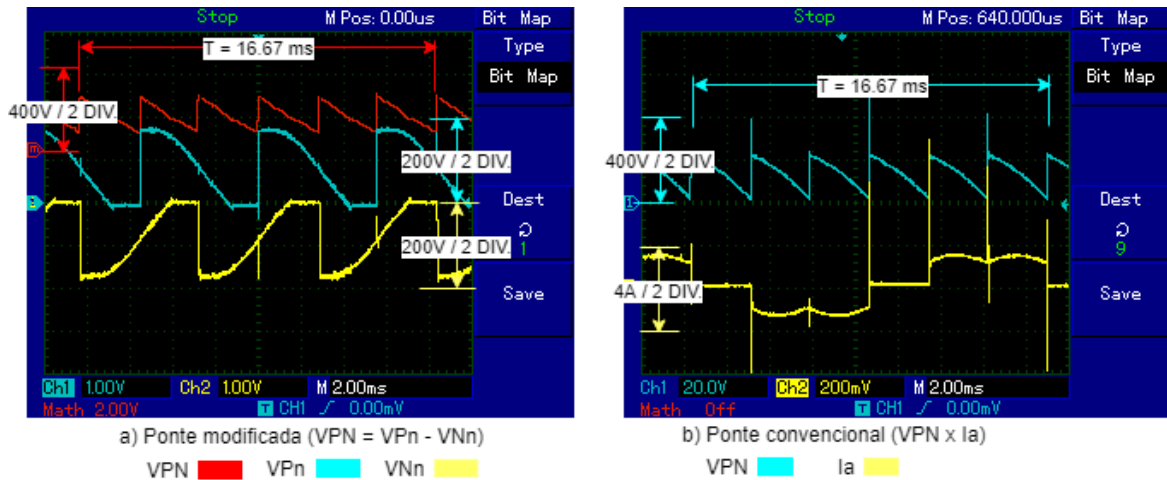 Stop M Pos: 0.00us Bit Map
Type
Bit Map
T = 16.67 ms
400V / 2 DIV.
200V / 2 DIV.
200V / 2 DIV.
m
1
Dest
1
Save
Ch1 1.00V Ch2 1.00V M 2.00ms
Math 2.00V T CH1 0.00mV
a) Ponte modificada (VPN = VPn - VNn)
VPN VPn VNn
Stop M Pos: 640.000us Bit Map
Type
Bit Map
T = 16.67 ms
400V / 2 DIV.
4A / 2 DIV.
1
Dest
9
Save
Ch1 20.0V Ch2 200mV M 2.00ms
Math Off T CH1 0.00mV
b) Ponte convencional (VPN x Ia)
VPN Ia